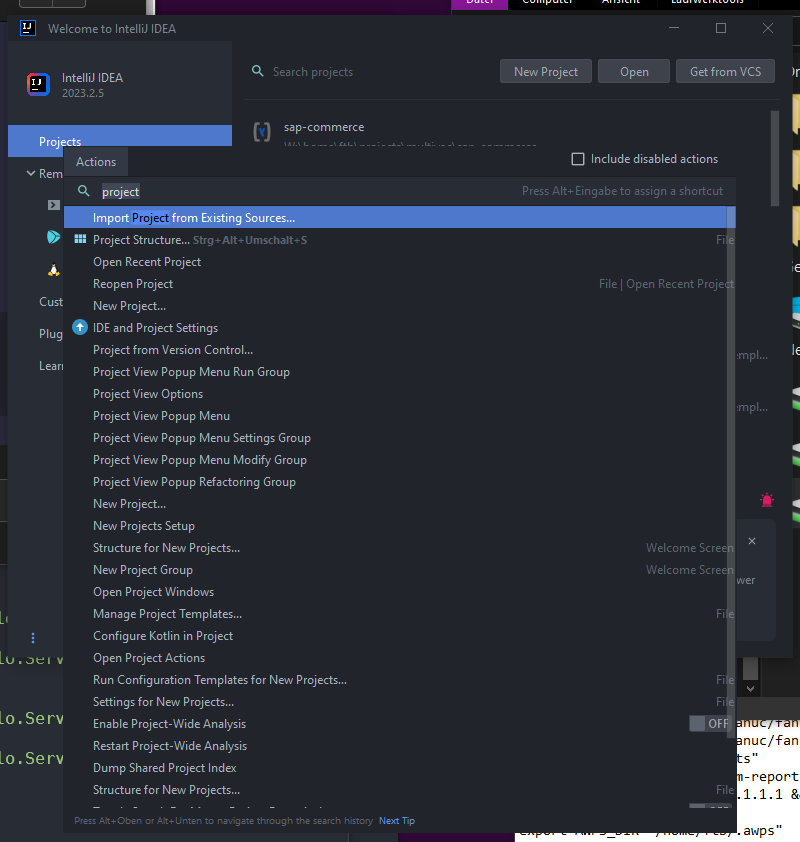 Datei Computer Ansicht Laufwerktools
Welcome to IntelliJ IDEA
IntelliJ IDEA
2023.2.5
Search projects
New Project
Open
Get from VCS
Projects
sap-commerce
Rem
Actions
Include disabled actions
project
Press Alt+Eingabe to assign a shortcut
Import Project from Existing Sources...
Project Structure... Strg+Alt+Umschalt+S File
Open Recent Project
Reopen Project File | Open Recent Project
New Project...
Cust
IDE and Project Settings
Plug
Project from Version Control...
empl...
Learn
Project View Popup Menu Run Group
Project View Options
empl...
Project View Popup Menu
Project View Popup Menu Settings Group
Project View Popup Menu Modify Group
Project View Popup Refactoring Group
New Project...
New Projects Setup
Structure for New Projects... Welcome Screen
New Project Group Welcome Screen
wer
Open Project Windows
Manage Project Templates... File
Configure Kotlin in Project
Open Project Actions
lo.Serv
Run Configuration Templates for New Projects... File
Settings for New Projects... File
lo.Serv
Enable Project-Wide Analysis OFF
anuc/fan
Restart Project-Wide Analysis
anuc/fan
lo.Serv
ts"
Dump Shared Project Index
m-report
Structure for New Projects... File
.1.1.1 &
Press Alt+Oben or Alt+Unten to navigate through the search history Next Tip